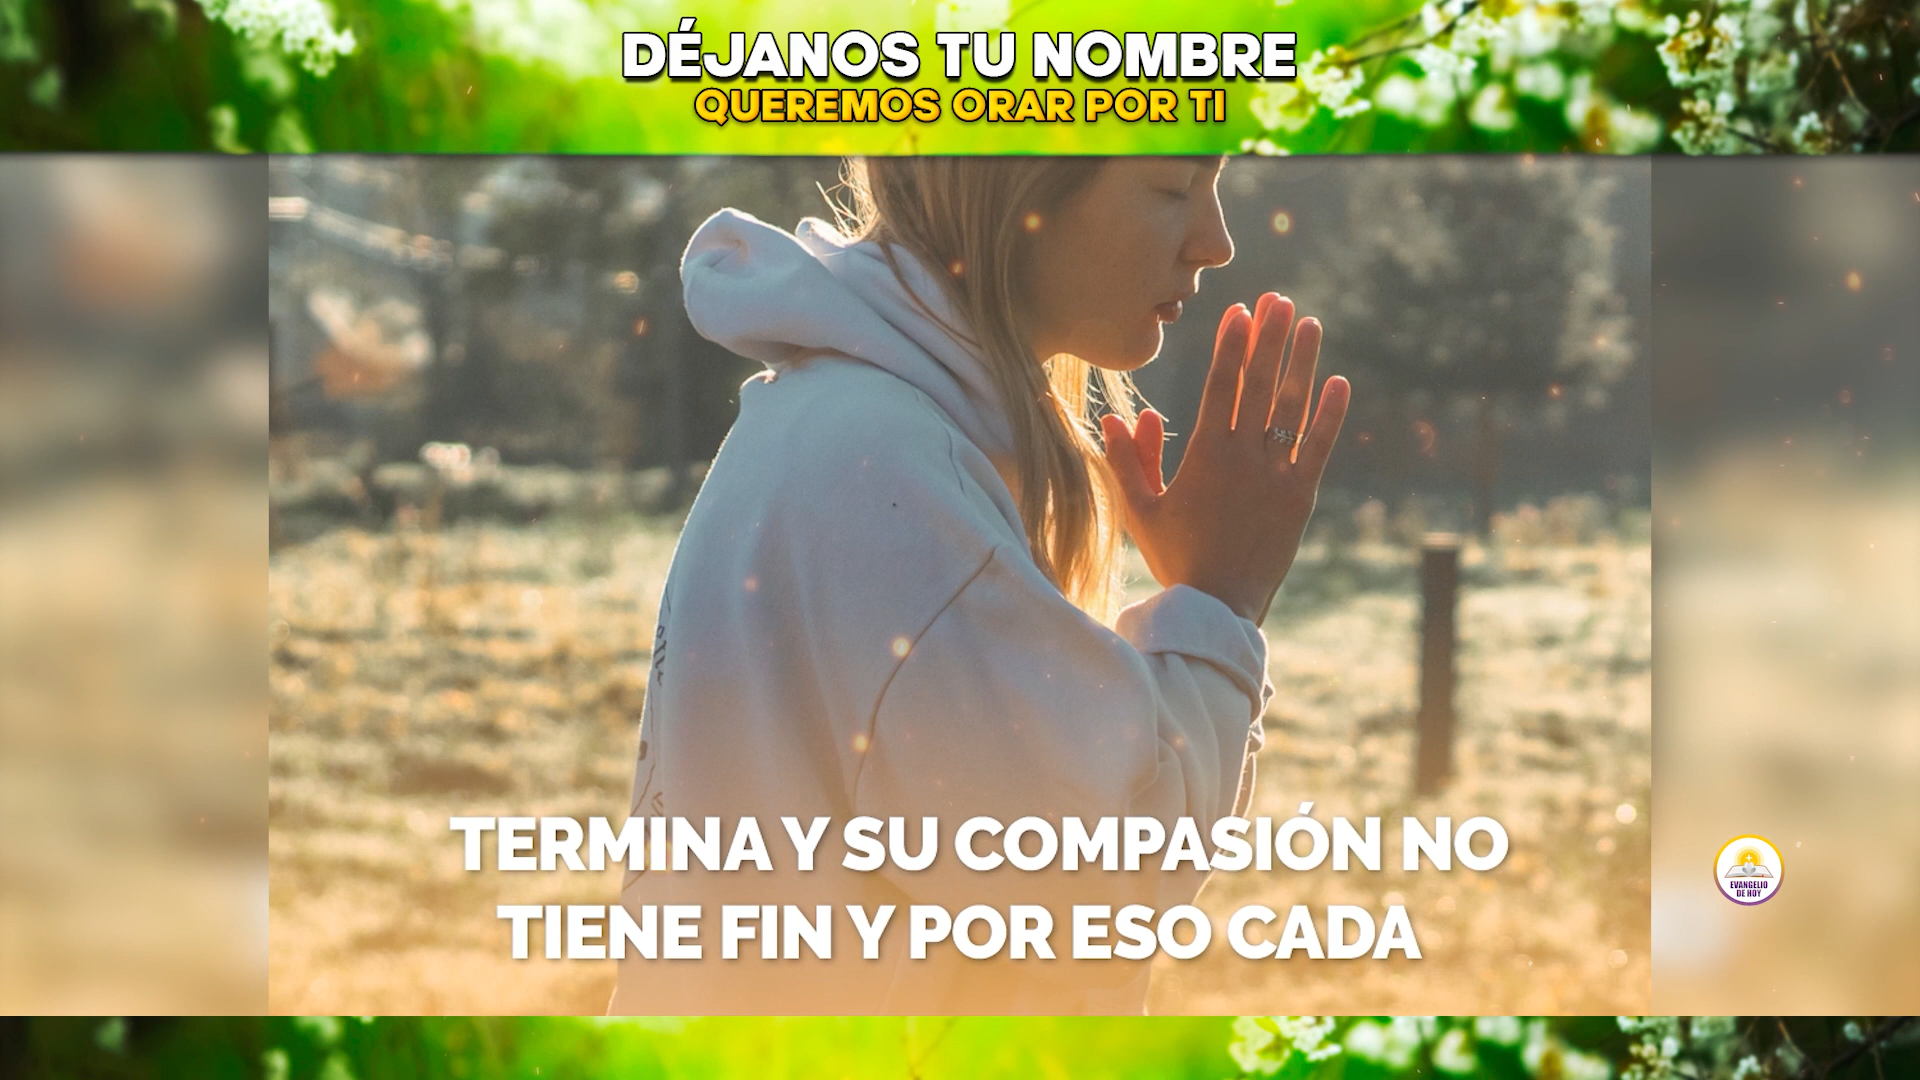 DÉJANOS TU NOMBRE
QUEREMOS ORAR POR TI
TERMINA Y SU COMPASIÓN NO
TIENE FIN Y POR ESO CADA
EVANGELIO
DE HOY